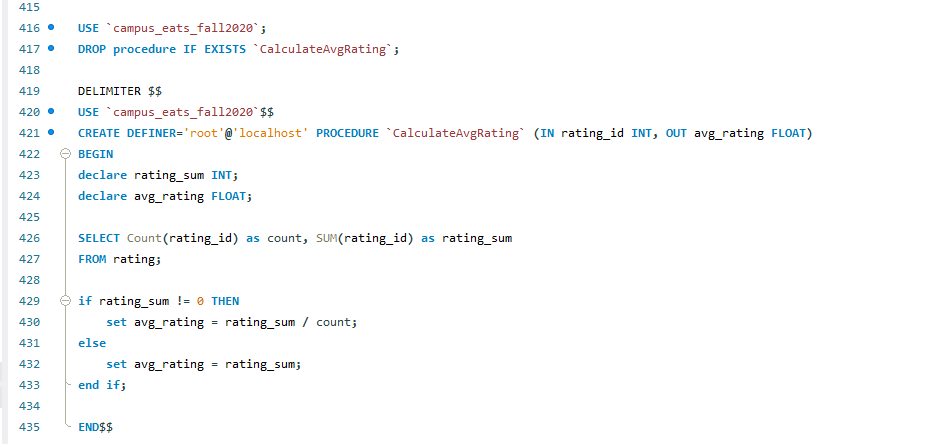 415
416 USE `campus_eats_fall2020`;
417 DROP procedure IF EXISTS `CalculateAvgRating`;
418
419 DELIMITER $$
420 USE `campus_eats_fall2020`$$
421 CREATE DEFINER='root'@'localhost' PROCEDURE `CalculateAvgRating` (IN rating_id INT, OUT avg_rating FLOAT)
422 BEGIN
423 declare rating_sum INT;
424 declare avg_rating FLOAT;
425
426 SELECT Count(rating_id) as count, SUM(rating_id) as rating_sum
427 FROM rating;
428
429 if rating_sum != 0 THEN
430 set avg_rating = rating_sum / count;
431 else
432 set avg_rating = rating_sum;
433 end if;
434
435 END$$